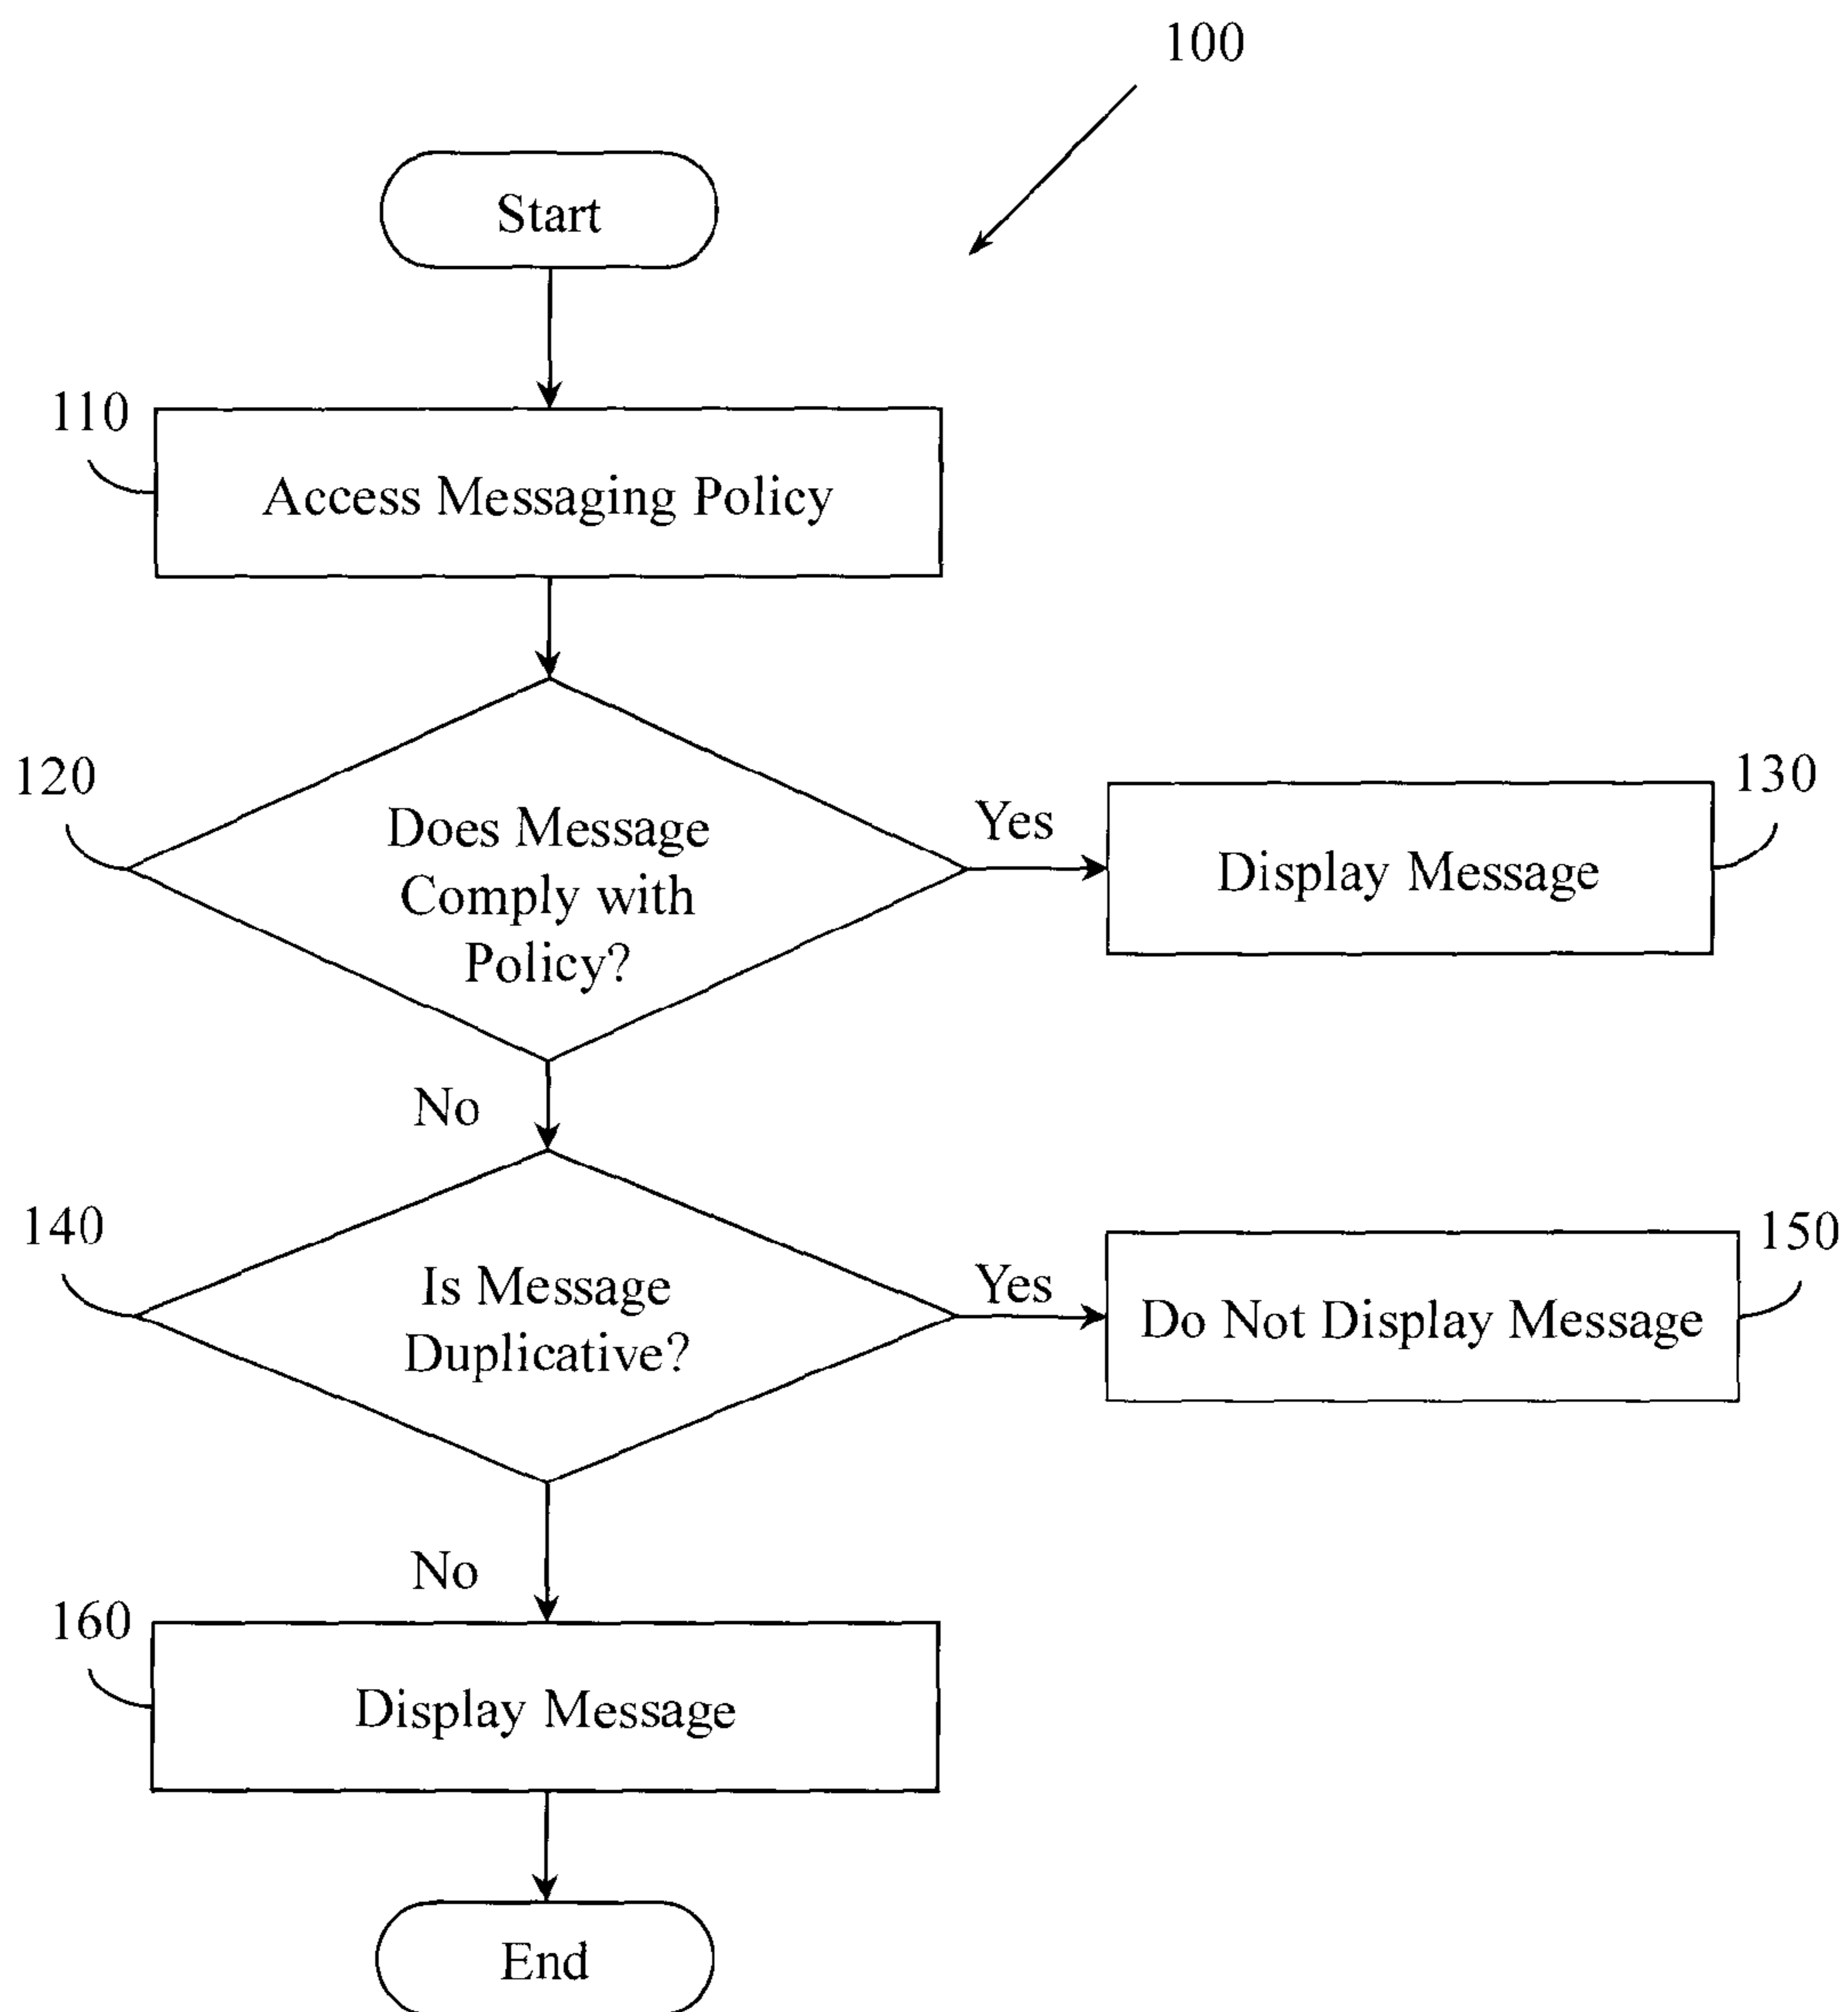 100
Start
110
Access Messaging Policy
120
Does Message
Comply with
Policy?
Yes
130
Display Message
No
140
Is Message
Duplicative?
Yes
150
Do Not Display Message
No
160
Display Message
End